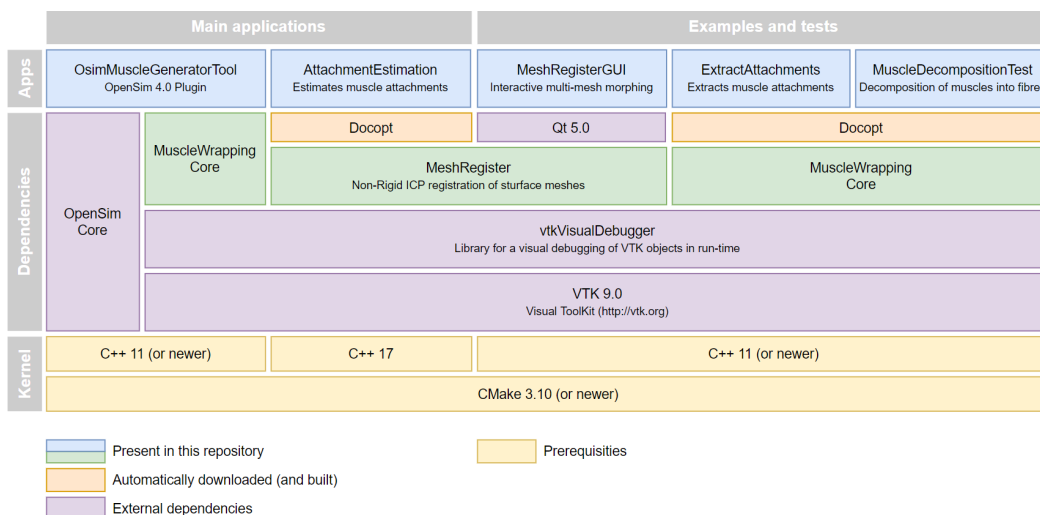 Main applications
Examples and tests
Apps
OsimMuscleGeneratorTool
OpenSim 4.0 Plugin
AttachmentEstimation
Estimates muscle attachments
MeshRegisterGUI
Interactive multi-mesh morphing
ExtractAttachments
Extracts muscle attachments
MuscleDecompositionTest
Decomposition of muscles into fibre
Dependencies
OpenSim
Core
MuscleWrapping
Core
Docopt
Qt 5.0
Docopt
MeshRegister
Non-Rigid ICP registration of sturface meshes
MuscleWrapping
Core
vtkVisualDebugger
Library for a visual debugging of VTK objects in run-time
VTK 9.0
Visual ToolKit (http://vtk.org)
Kernel
C++ 11 (or newer)
C++ 17
C++ 11 (or newer)
CMake 3.10 (or newer)
Present in this repository
Prerequisities
Automatically downloaded (and built)
External dependencies